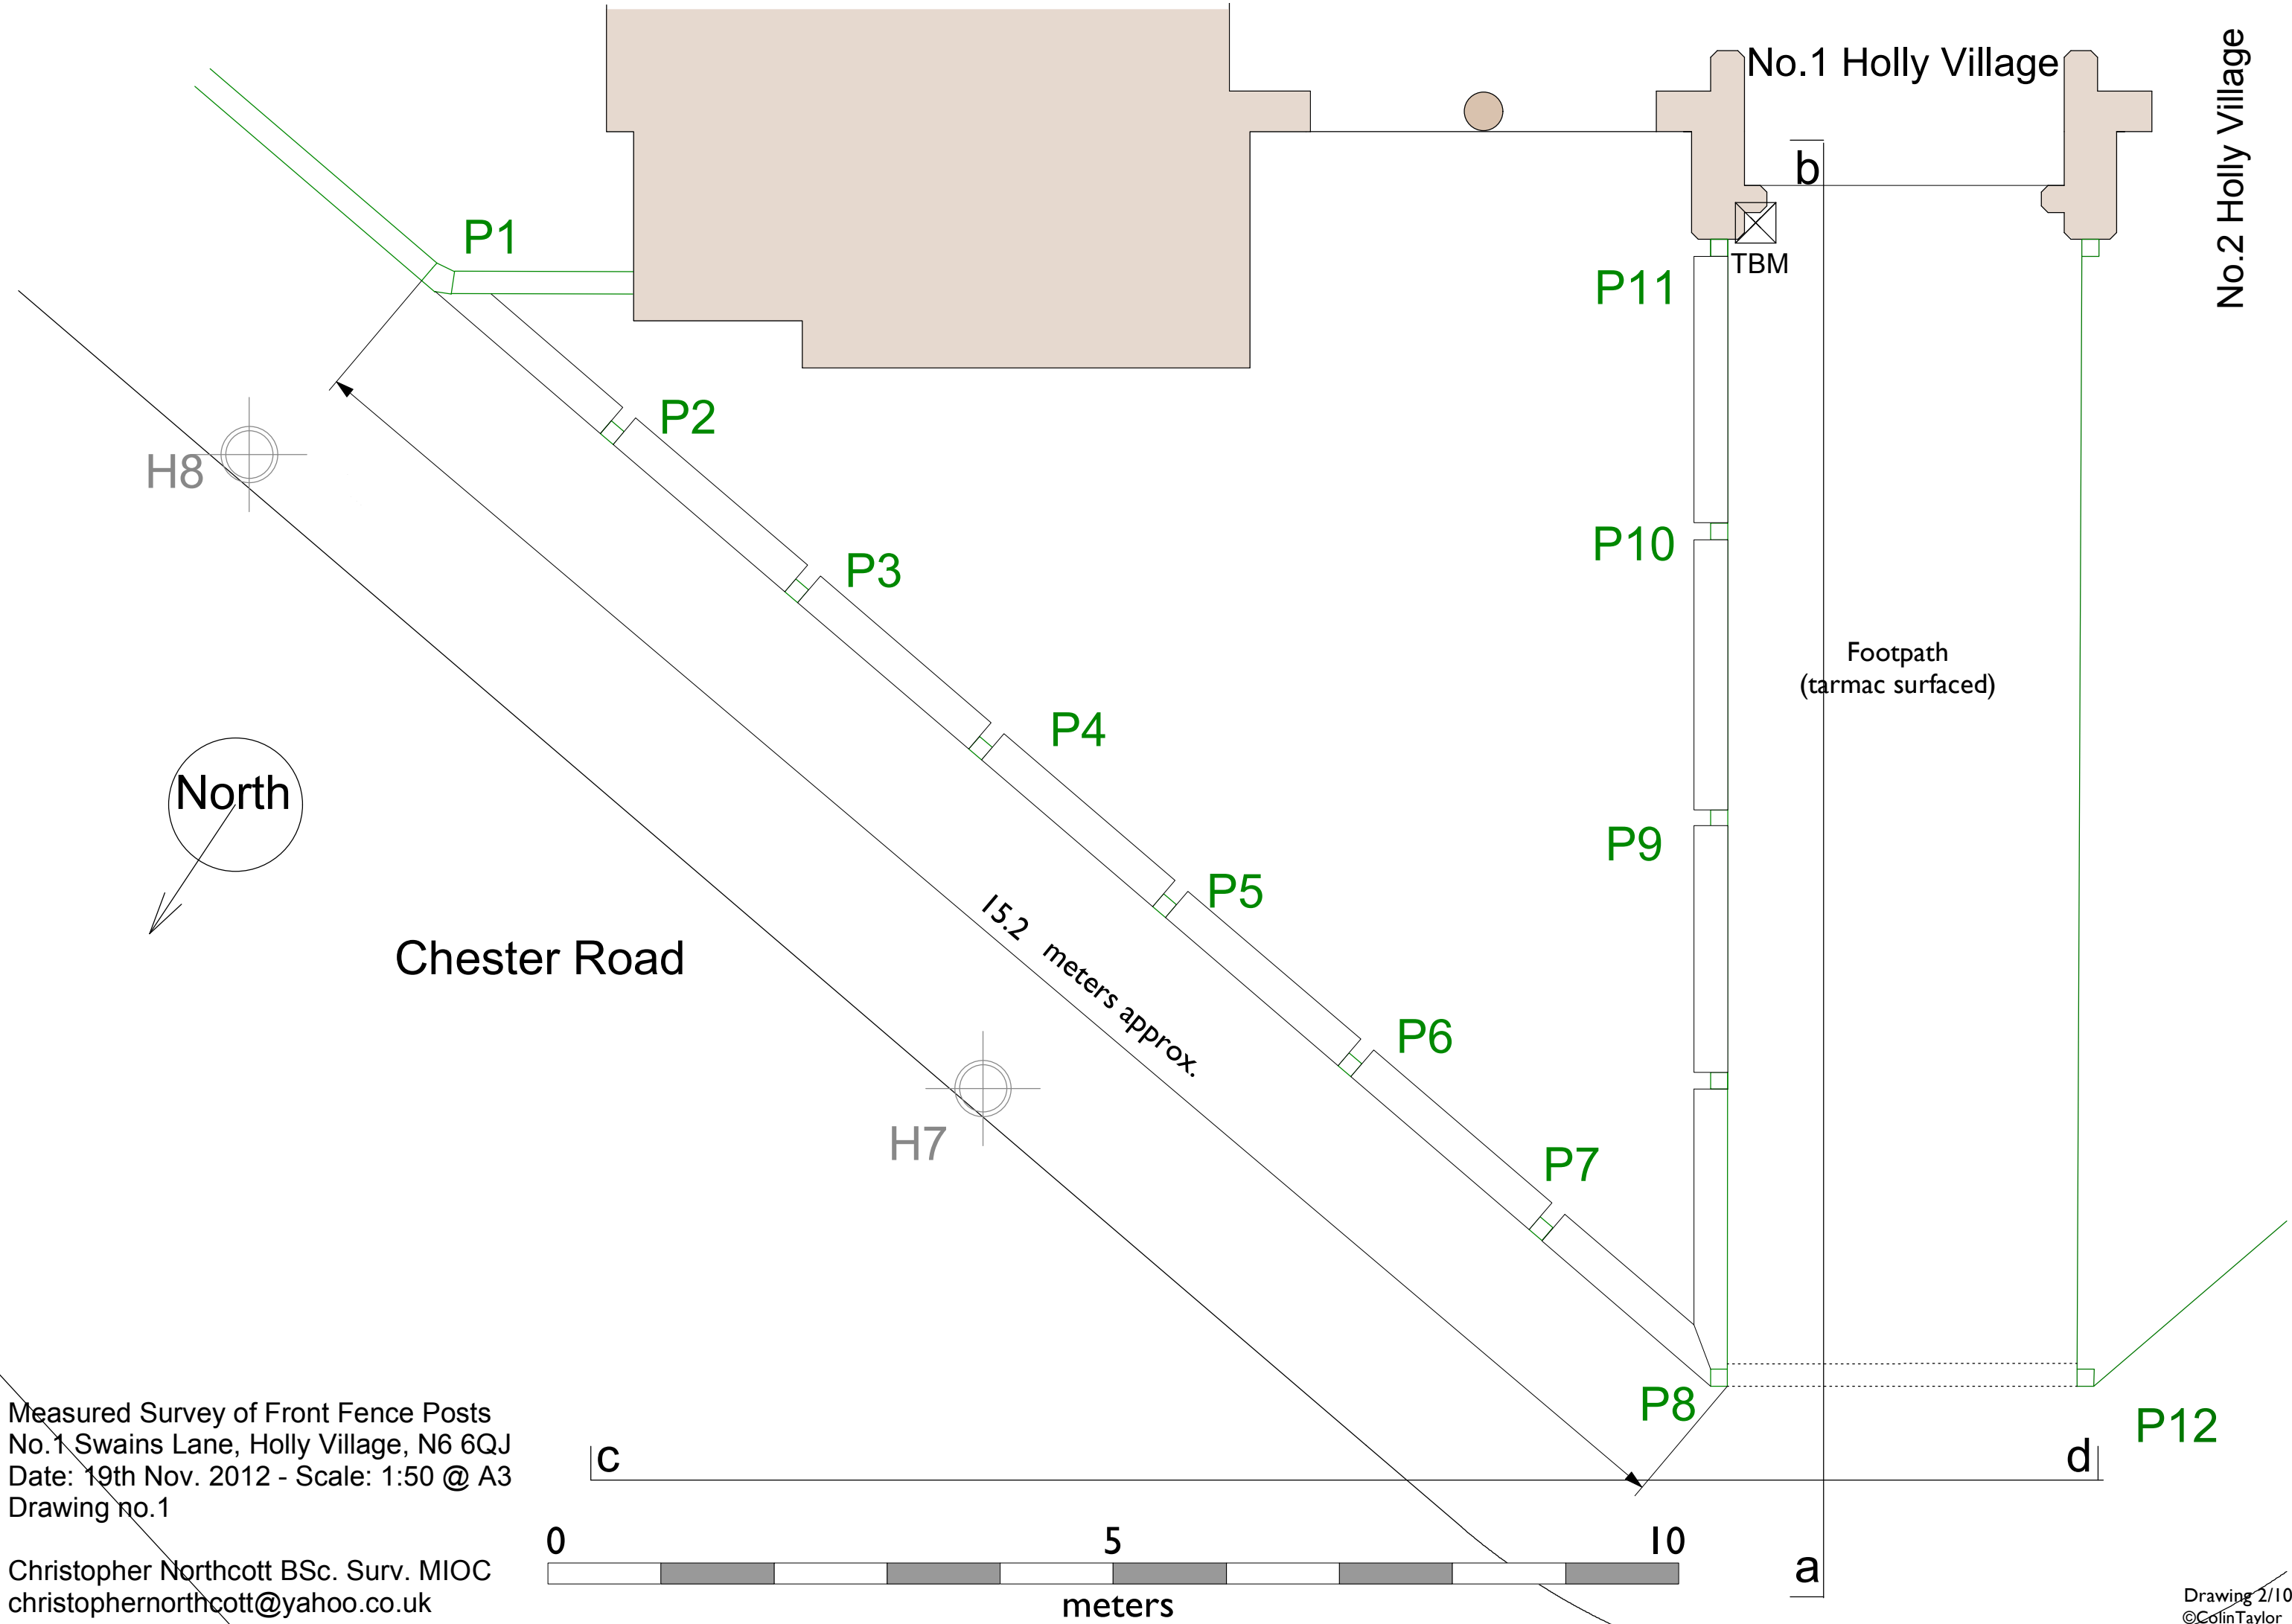 No.1 Holly Village
No.2 Holly Village
b
TBM
P1
P11
P2
H8
P10
P3
Footpath
(tarmac surfaced)
P4
North
P9
P5
15.2 meters approx.
Chester Road
P6
H7
P7
P8
P12
c
d
Measured Survey of Front Fence Posts
No.1 Swains Lane, Holly Village, N6 6QJ
Date: 19th Nov. 2012 - Scale: 1:50 @ A3
Drawing no.1
Christopher Northcott BSc. Surv. MIOC
christophernorthcott@yahoo.co.uk
0 5 10
meters
a
Drawing 2/10
©ColinTaylor